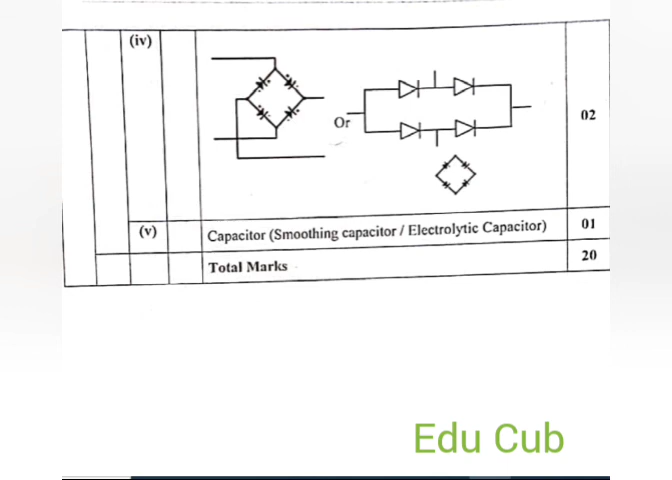 (iv)
Or
02
(v) Capacitor (Smoothing capacitor / Electrolytic Capacitor) 01
Total Marks 20
Edu Cub